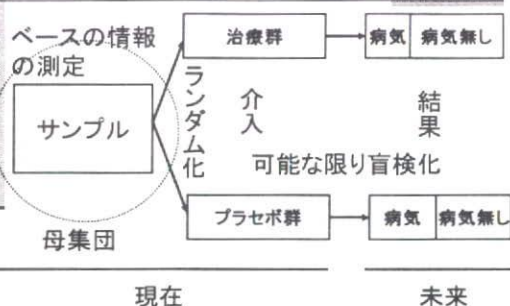 ベースの情報
の測定
サンプル
母集団
ランダム化
治療群
病気
病気無し
介入
結果
可能な限り盲検化
プラセボ群
病気
病気無し
現在
未来